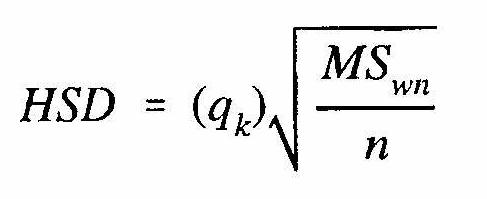 HSD = (q_k)√(MS_wn / n)